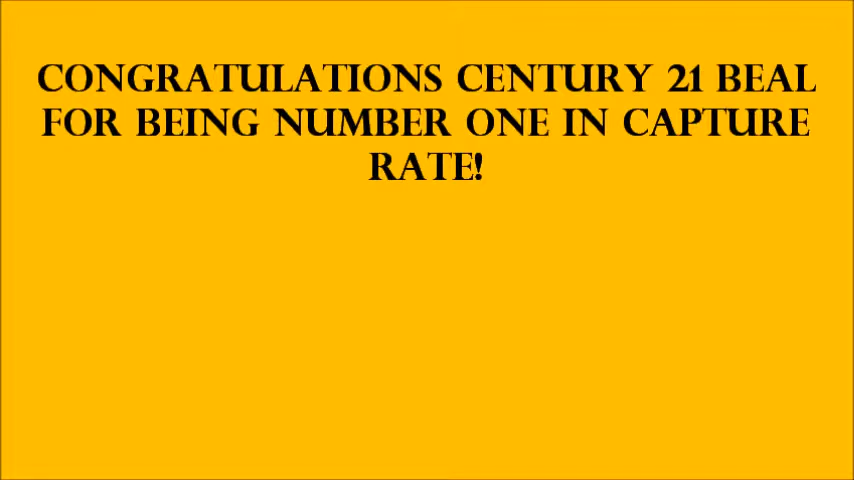 CONGRATULATIONS CENTURY 21 BEAL
FOR BEING NUMBER ONE IN CAPTURE
RATE!